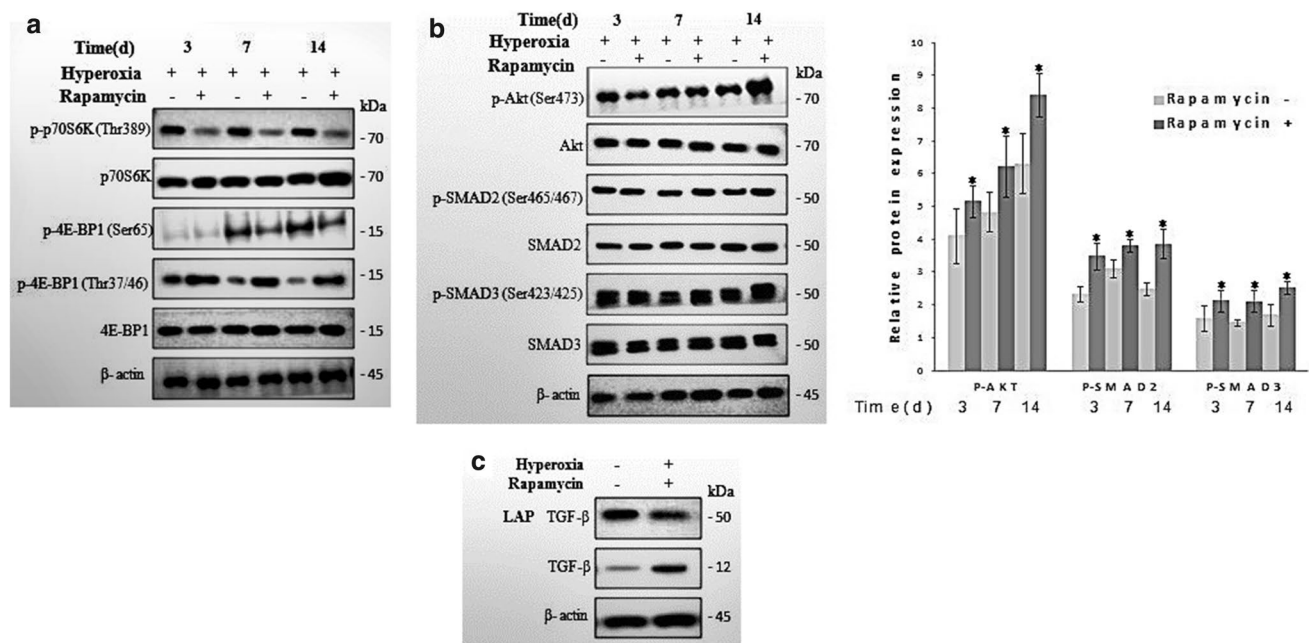 a
Time(d) 3 7 14
Hyperoxia + + + + + +
Rapamycin - + - + - +
kDa
p-p70S6K (Thr389) - 70
p70S6K - 70
p-4E-BP1 (Ser65) - 15
p-4E-BP1 (Thr37/46) - 15
4E-BP1 - 15
β- actin - 45
b
Time(d) 3 7 14
Hyperoxia + + + + + +
Rapamycin - + - + - +
kDa
p-Akt (Ser473) - 70
Akt - 70
p-SMAD2 (Ser465/467) - 50
SMAD2 - 50
p-SMAD3 (Ser423/425) - 50
SMAD3 - 50
β- actin - 45
Relative protein expression
10
9
8
7
6
5
4
3
2
1
0
* * * * * * * * *
Rapamycin -
Rapamycin +
P-AKT P-SMAD2 P-SMAD3
Time(d) 3 7 14 3 7 14 3 7 14
c
Hyperoxia - +
Rapamycin - +
kDa
LAP TGF-β - 50
TGF-β - 12
β- actin - 45